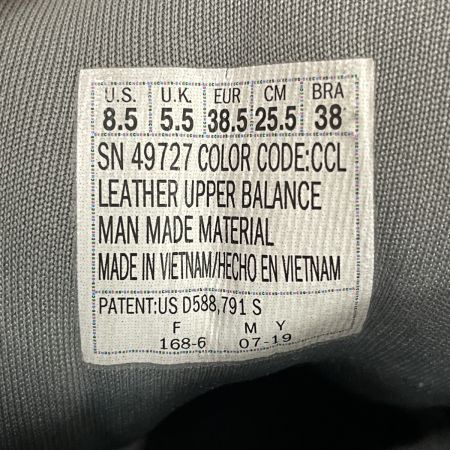 U.S. U.K. EUR CM BRA
8.5 5.5 38.5 25.5 38
SN 49727 COLOR CODE:CCL
LEATHER UPPER BALANCE
MAN MADE MATERIAL
MADE IN VIETNAM/HECHO EN VIETNAM
PATENT:US D588,791 S
F M Y
168-6 07-19